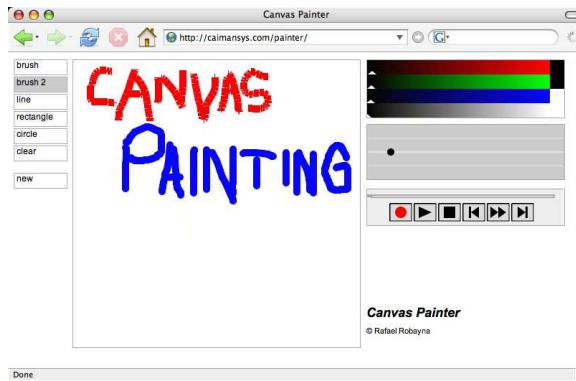 Canvas Painter
http://caimansys.com/painter/
G
brush
brush 2
line
rectangle
circle
clear
new
CANVAS
PAINTING
Canvas Painter
© Rafael Robayna
Done